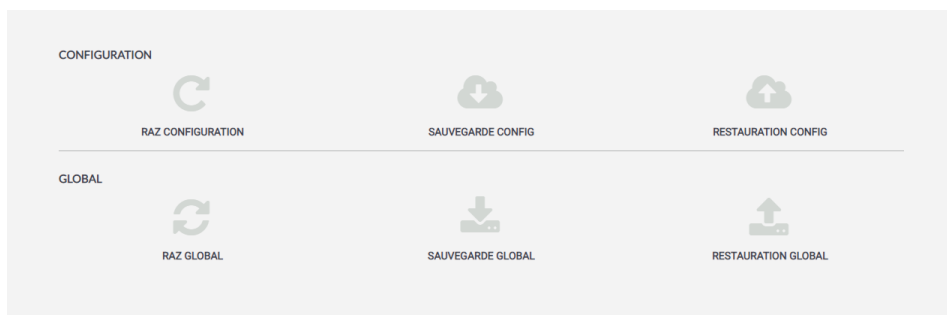 CONFIGURATION
RAZ CONFIGURATION
SAUVEGARDE CONFIG
RESTAURATION CONFIG
GLOBAL
RAZ GLOBAL
SAUVEGARDE GLOBAL
RESTAURATION GLOBAL